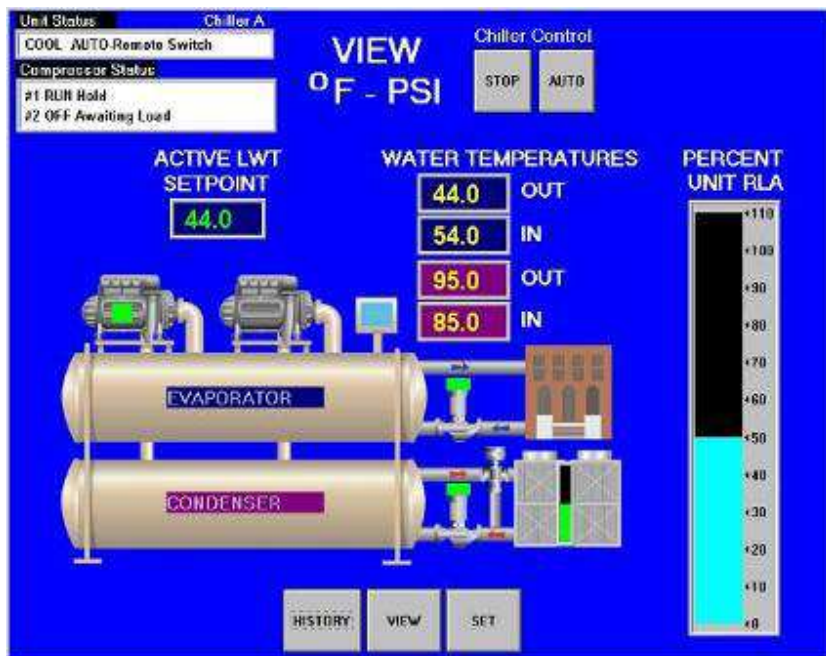 Unit Status Chiller A
COOL AUTO-Remote Switch
Compressor Status
#1 RUN Hold
#2 OFF Awaiting Load
VIEW
ºF - PSI
Chiller Control
STOP AUTO
ACTIVE LWT
SETPOINT
44.0
WATER TEMPERATURES
44.0 OUT
54.0 IN
95.0 OUT
85.0 IN
PERCENT
UNIT RLA
+110
+100
+90
+80
+70
+60
+50
+40
+30
+20
+10
+0
EVAPORATOR
CONDENSER
HISTORY VIEW SET